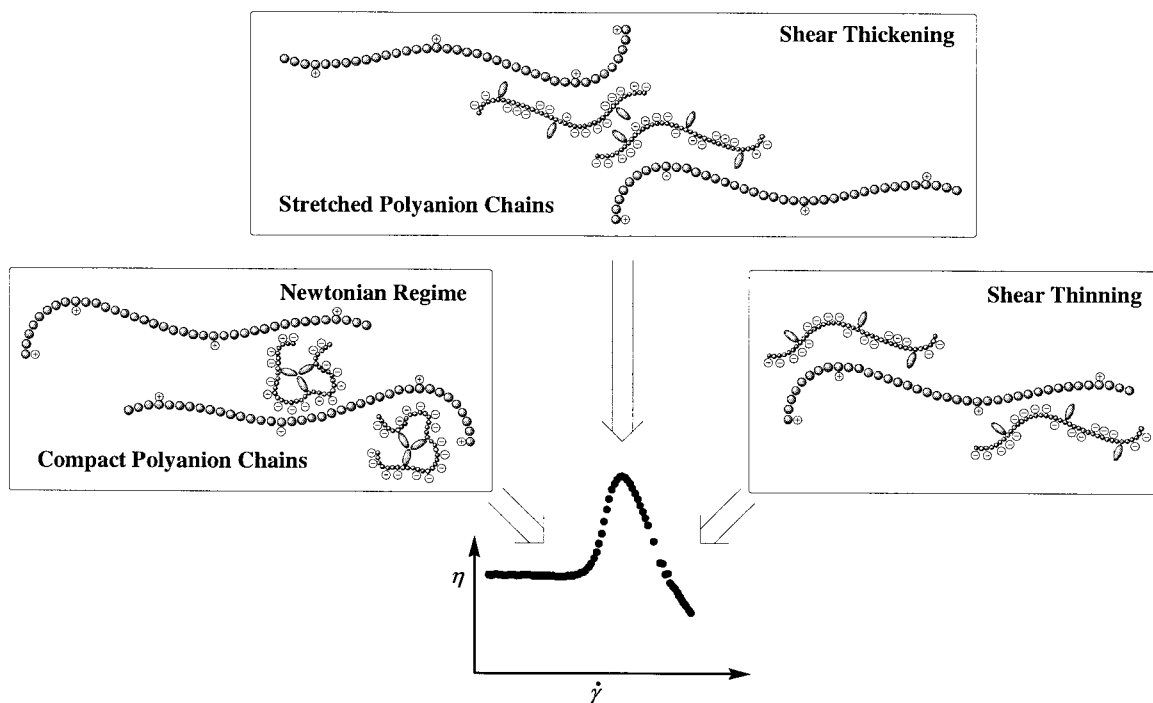 Shear Thickening
Stretched Polyanion Chains
Newtonian Regime
Compact Polyanion Chains
Shear Thinning
η
γ̇